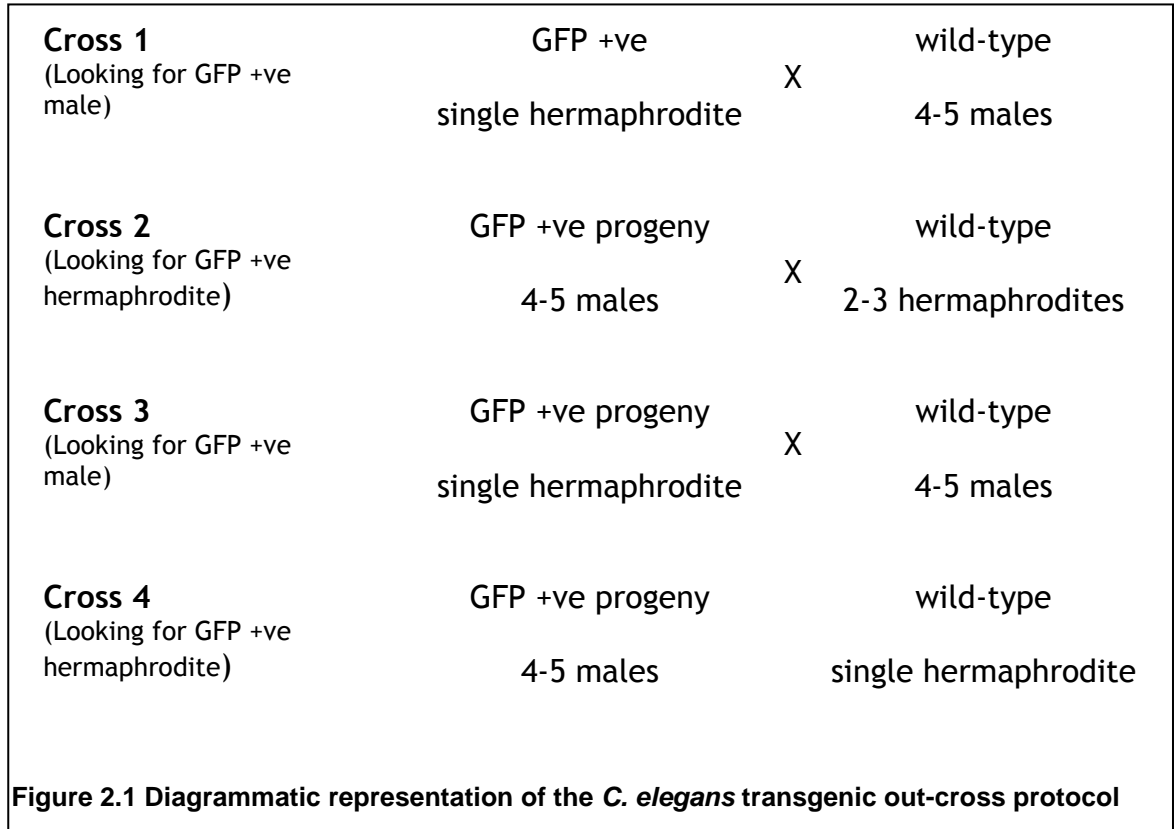 Cross 1 GFP +ve wild-type
(Looking for GFP +ve
male) X
single hermaphrodite 4-5 males
Cross 2 GFP +ve progeny wild-type
(Looking for GFP +ve
hermaphrodite) X
4-5 males 2-3 hermaphrodites
Cross 3 GFP +ve progeny wild-type
(Looking for GFP +ve X
male)
single hermaphrodite 4-5 males
Cross 4 GFP +ve progeny wild-type
(Looking for GFP +ve
hermaphrodite) 4-5 males single hermaphrodite
Figure 2.1 Diagrammatic representation of the C. elegans transgenic out-cross protocol